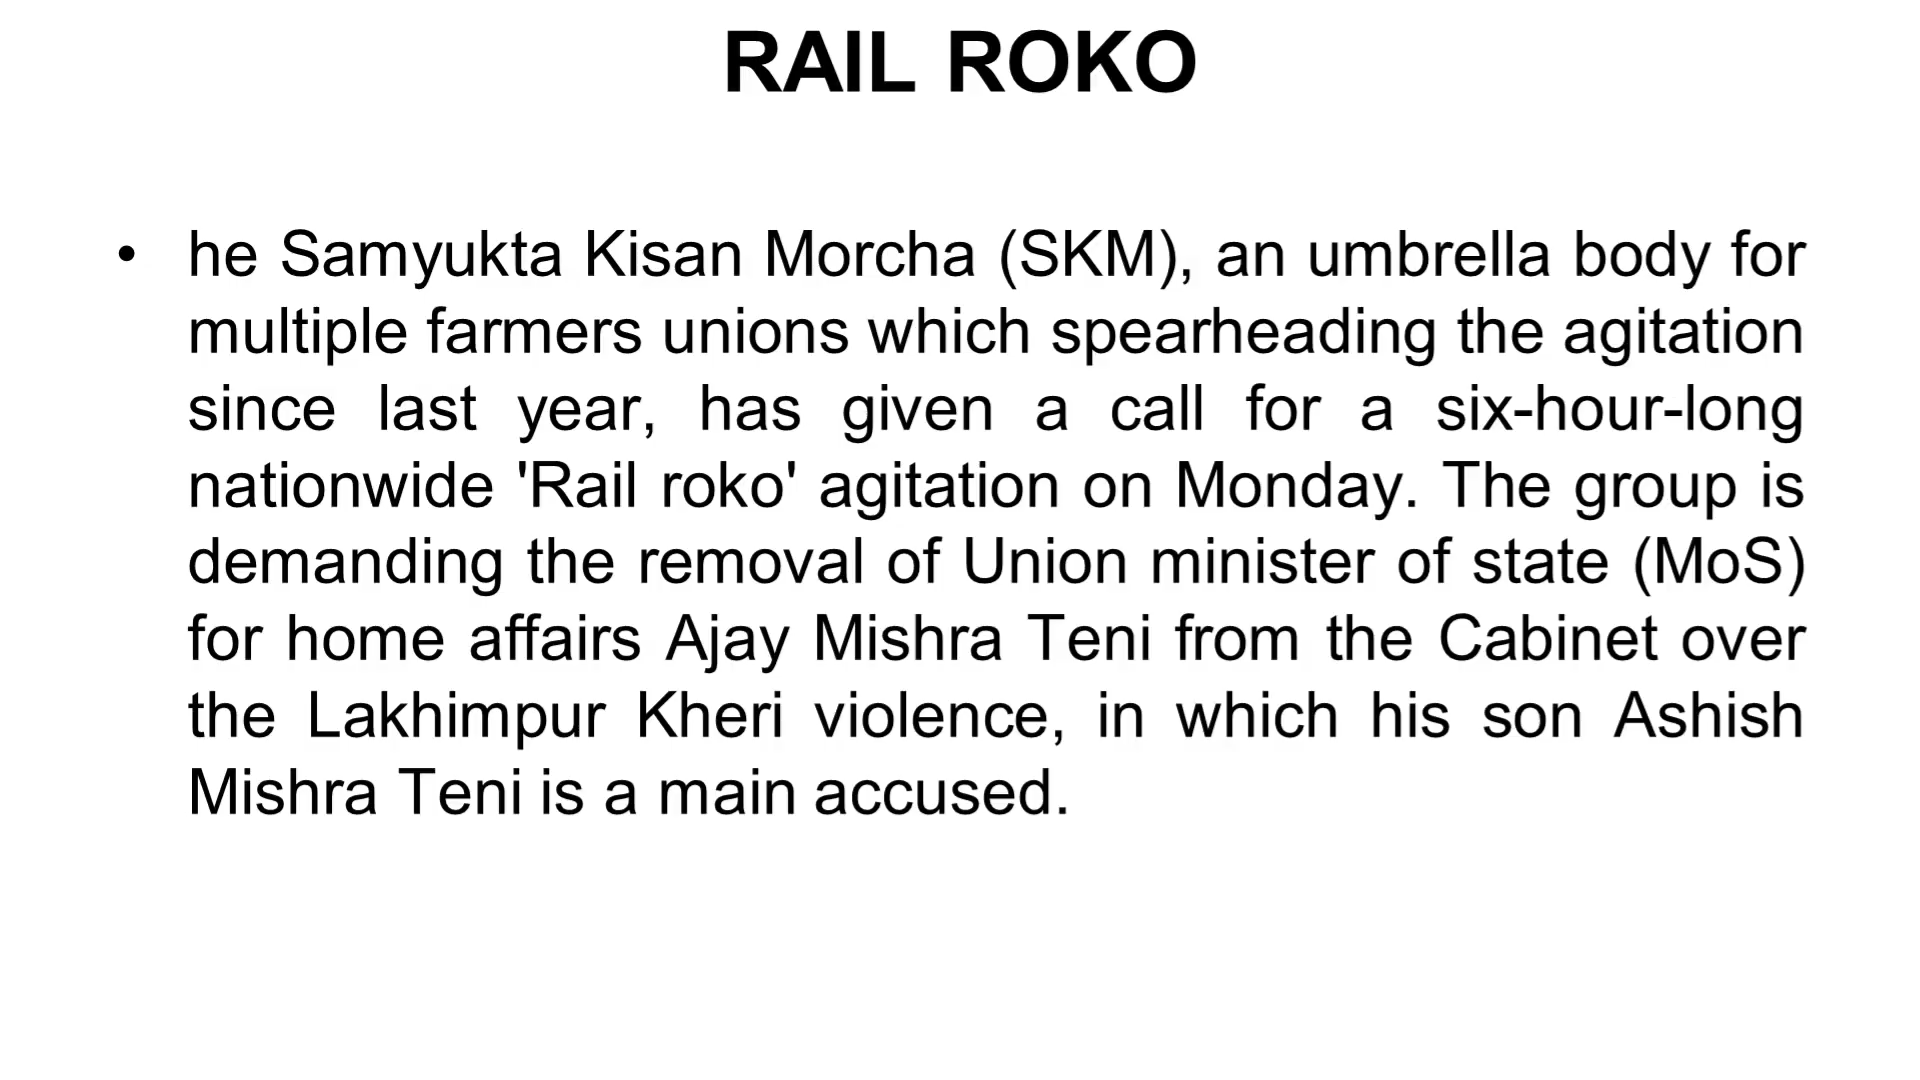 RAIL ROKO
• he Samyukta Kisan Morcha (SKM), an umbrella body for
multiple farmers unions which spearheading the agitation
since last year, has given a call for a six-hour-long
nationwide 'Rail roko' agitation on Monday. The group is
demanding the removal of Union minister of state (MoS)
for home affairs Ajay Mishra Teni from the Cabinet over
the Lakhimpur Kheri violence, in which his son Ashish
Mishra Teni is a main accused.